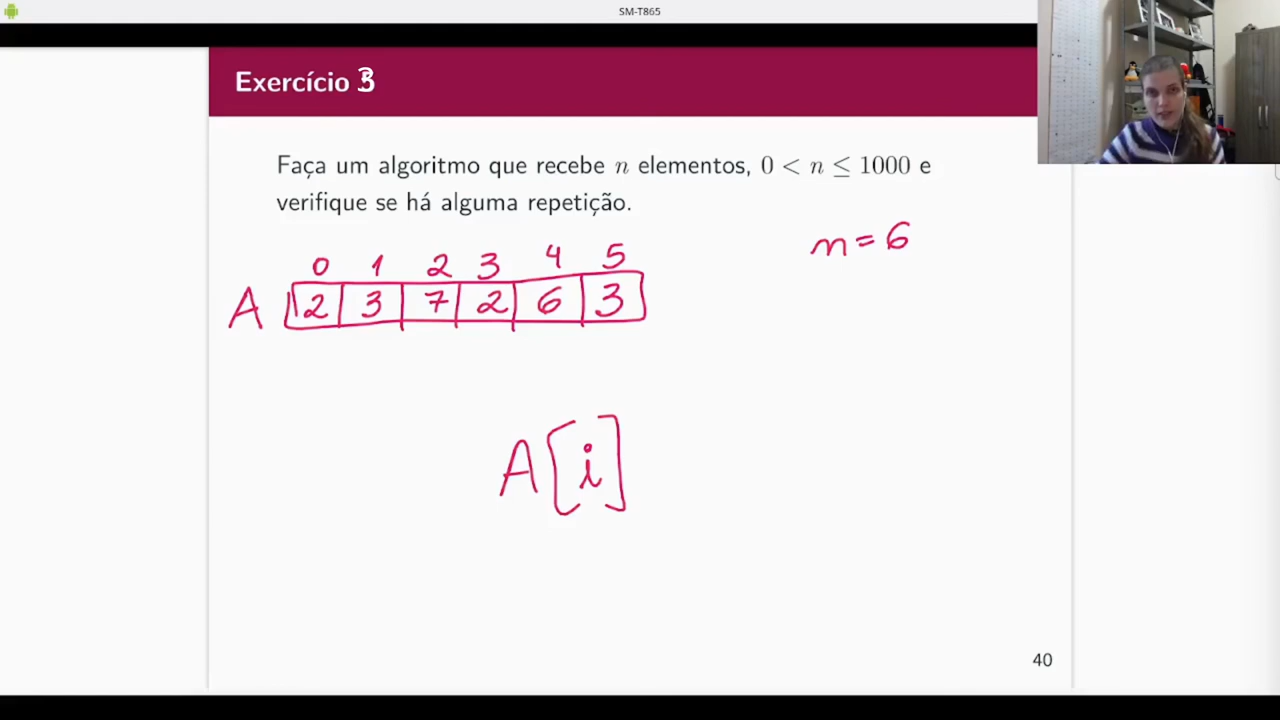 SM-T865
Exercício 3
Faça um algoritmo que recebe n elementos, 0 < n ≤ 1000 e
verifique se há alguma repetição.
n = 6
0 1 2 3 4 5
A 2 3 7 2 6 3
A[i]
40